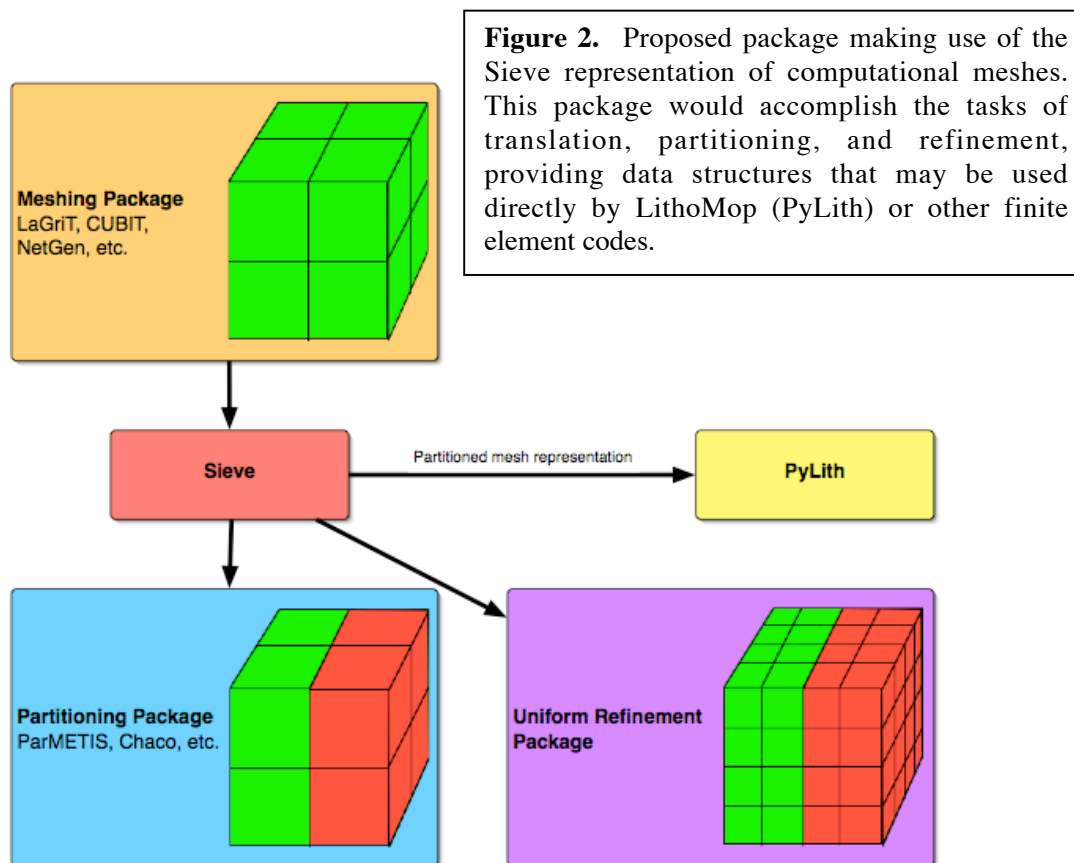 Figure 2. Proposed package making use of the
Sieve representation of computational meshes.
This package would accomplish the tasks of
translation, partitioning, and refinement,
providing data structures that may be used
directly by LithoMop (PyLith) or other finite
element codes.
Meshing Package
LaGriT, CUBIT,
NetGen, etc.
Sieve
Partitioned mesh representation
PyLith
Partitioning Package
ParMETIS, Chaco, etc.
Uniform Refinement
Package